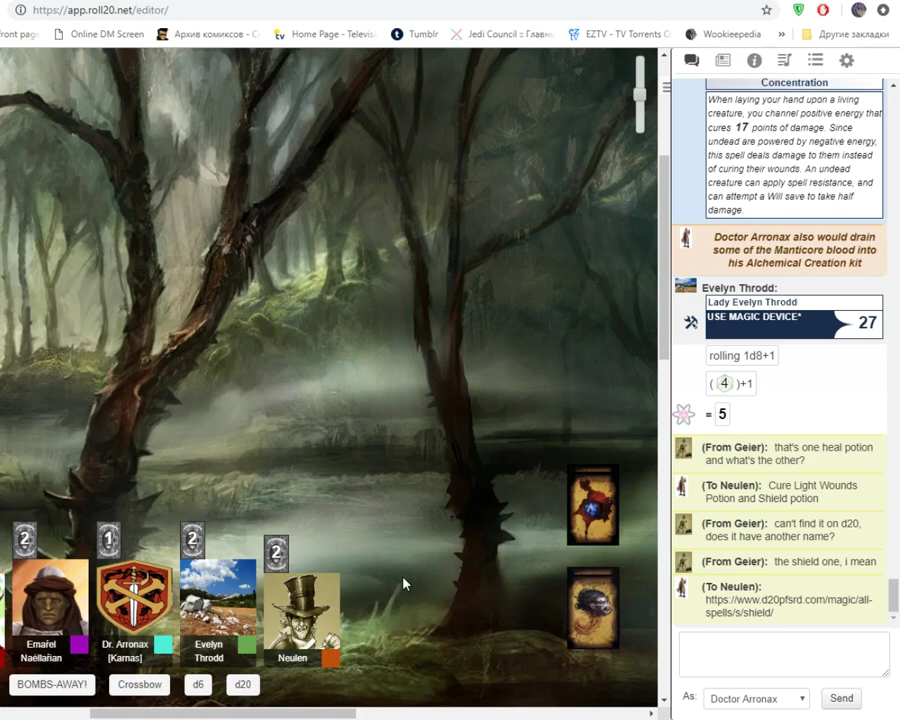 https://app.roll20.net/editor/
ront page
Online DM Screen
Архив комиксов - С
Home Page - Televis
Tumblr
Jedi Council :: Главн
EZTV - TV Torrents O
Wookieepedia
»
Другие закладки
Concentration
When laying your hand upon a living
creature, you channel positive energy that
cures 17 points of damage. Since
undead are powered by negative energy,
this spell deals damage to them instead
of curing their wounds. An undead
creature can apply spell resistance, and
can attempt a Will save to take half
damage.
Doctor Arronax also would drain
some of the Manticore blood into
his Alchemical Creation kit
Evelyn Throdd:
Lady Evelyn Throdd
USE MAGIC DEVICE*
27
rolling 1d8+1
( 4 )+1
= 5
(From Geier): that's one heal potion
and what's the other?
(To Neulen): Cure Light Wounds
Potion and Shield potion
(From Geier): can't find it on d20,
does it have another name?
(From Geier): the shield one, i mean
(To Neulen):
https://www.d20pfsrd.com/magic/all-
spells/s/shield/
2
1
2
2
Emařel
Naëllařian
Dr. Arronax
[Karnas]
Evelyn
Throdd
Neulen
BOMBS-AWAY!
Crossbow
d6
d20
As:
Doctor Arronax
Send